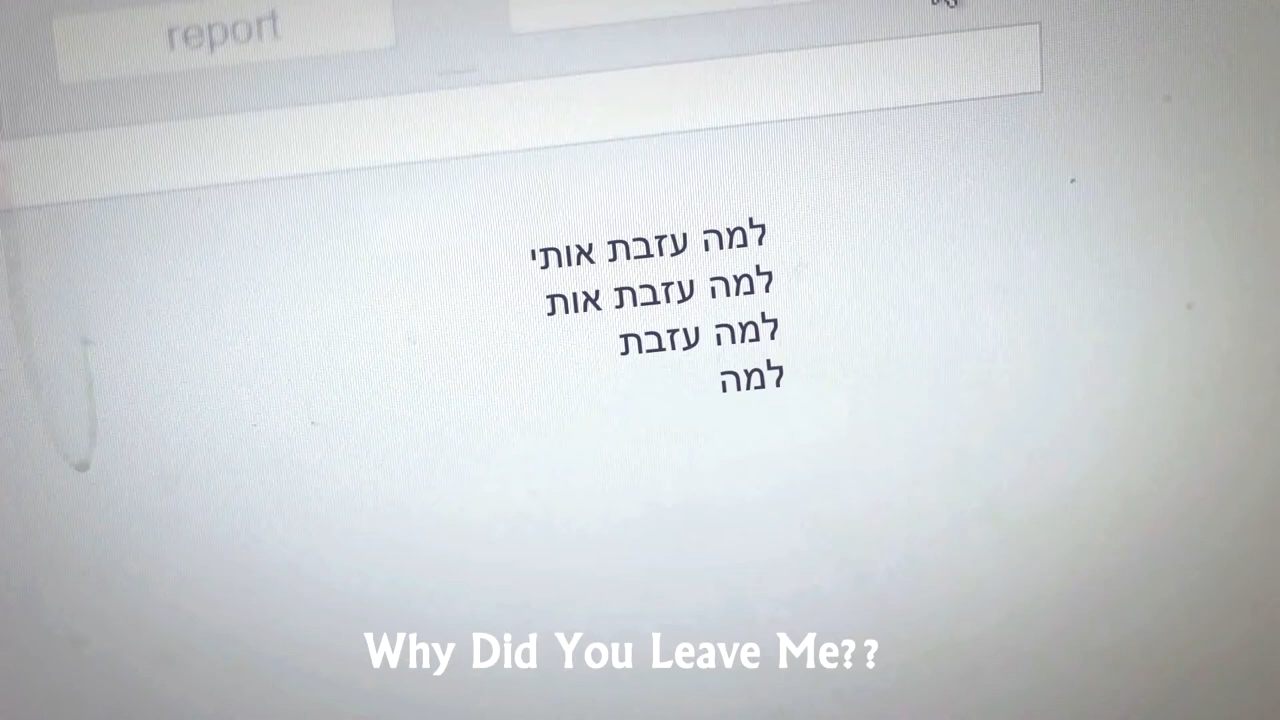 report
למה עזבת אותי
למה עזבת אות
למה עזבת
למה
Why Did You Leave Me??